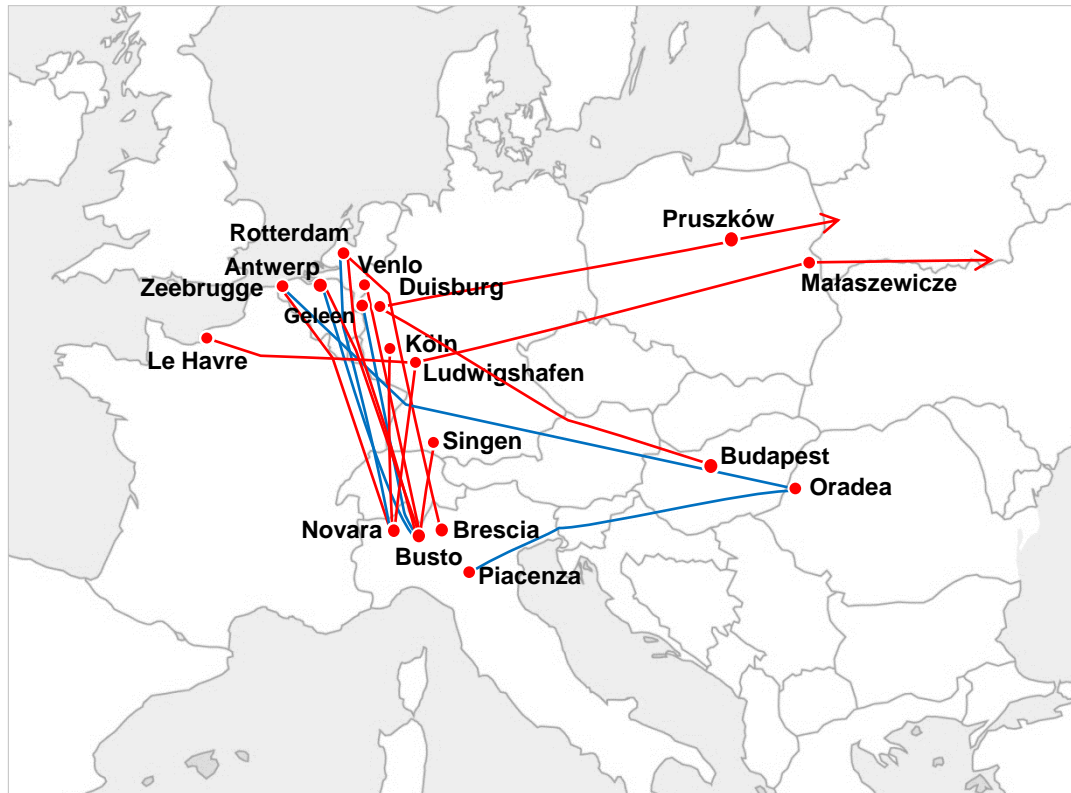 Pruszków
Rotterdam
Venlo
Antwerp
Duisburg
Małaszewicze
Zeebrugge
Geleen
Köln
Le Havre
Ludwigshafen
Singen
Budapest
Oradea
Novara
Brescia
Busto
Piacenza